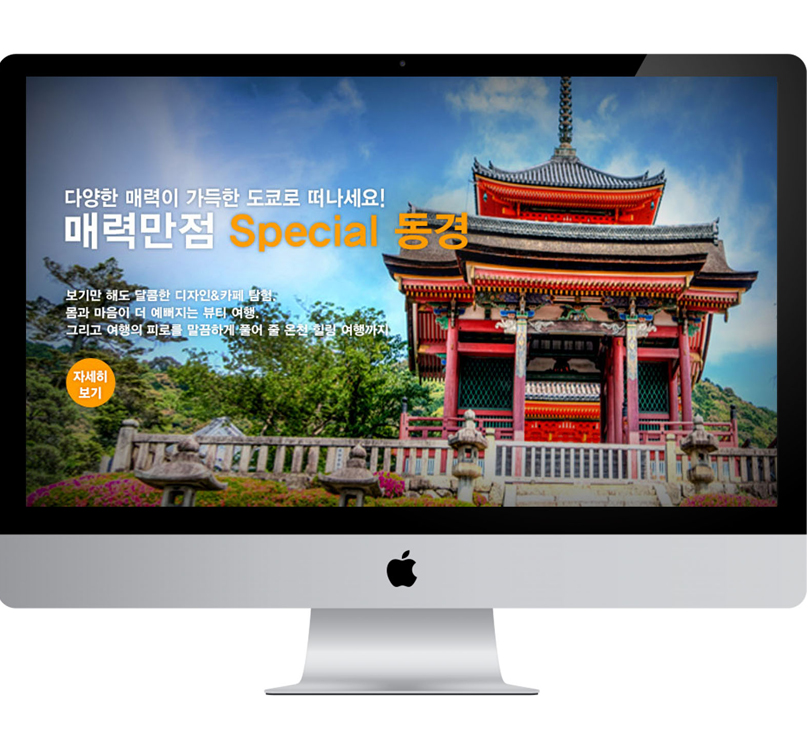 다양한 매력이 가득한 도쿄로 떠나세요!
매력만점 Special 동경
보기만 해도 달콤한 디자인&카페 탐험,
몸과 마음이 더 예뻐지는 뷰티 여행,
그리고 여행의 피로를 말끔하게 풀어 줄 온천 힐링 여행까지
자세히
보기